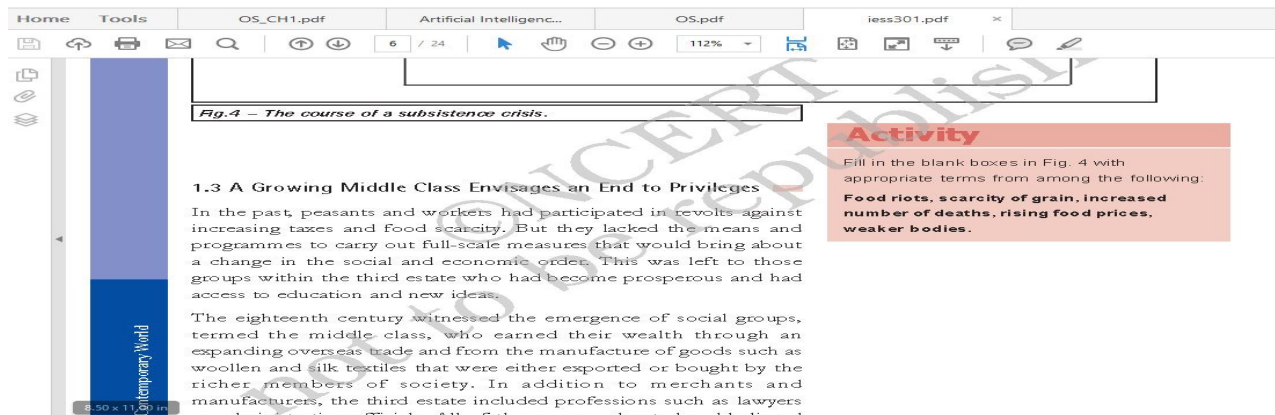 Home Tools OS_CH1.pdf Artificial Intelligenc... OS.pdf iess301.pdf ×
6 / 24 112%
Fig.4 – The course of a subsistence crisis.
Activity
Fill in the blank boxes in Fig. 4 with
appropriate terms from among the following:
Food riots, scarcity of grain, increased
number of deaths, rising food prices,
weaker bodies.
1.3 A Growing Middle Class Envisages an End to Privileges
In the past, peasants and workers had participated in revolts against
increasing taxes and food scarcity. But they lacked the means and
programmes to carry out full-scale measures that would bring about
a change in the social and economic order. This was left to those
groups within the third estate who had become prosperous and had
access to education and new ideas.
The eighteenth century witnessed the emergence of social groups,
termed the middle class, who earned their wealth through an
expanding overseas trade and from the manufacture of goods such as
woollen and silk textiles that were either exported or bought by the
richer members of society. In addition to merchants and
manufacturers, the third estate included professions such as lawyers
©NCERT
not to be republish
ontemporary World
8.50 x 11.00 in